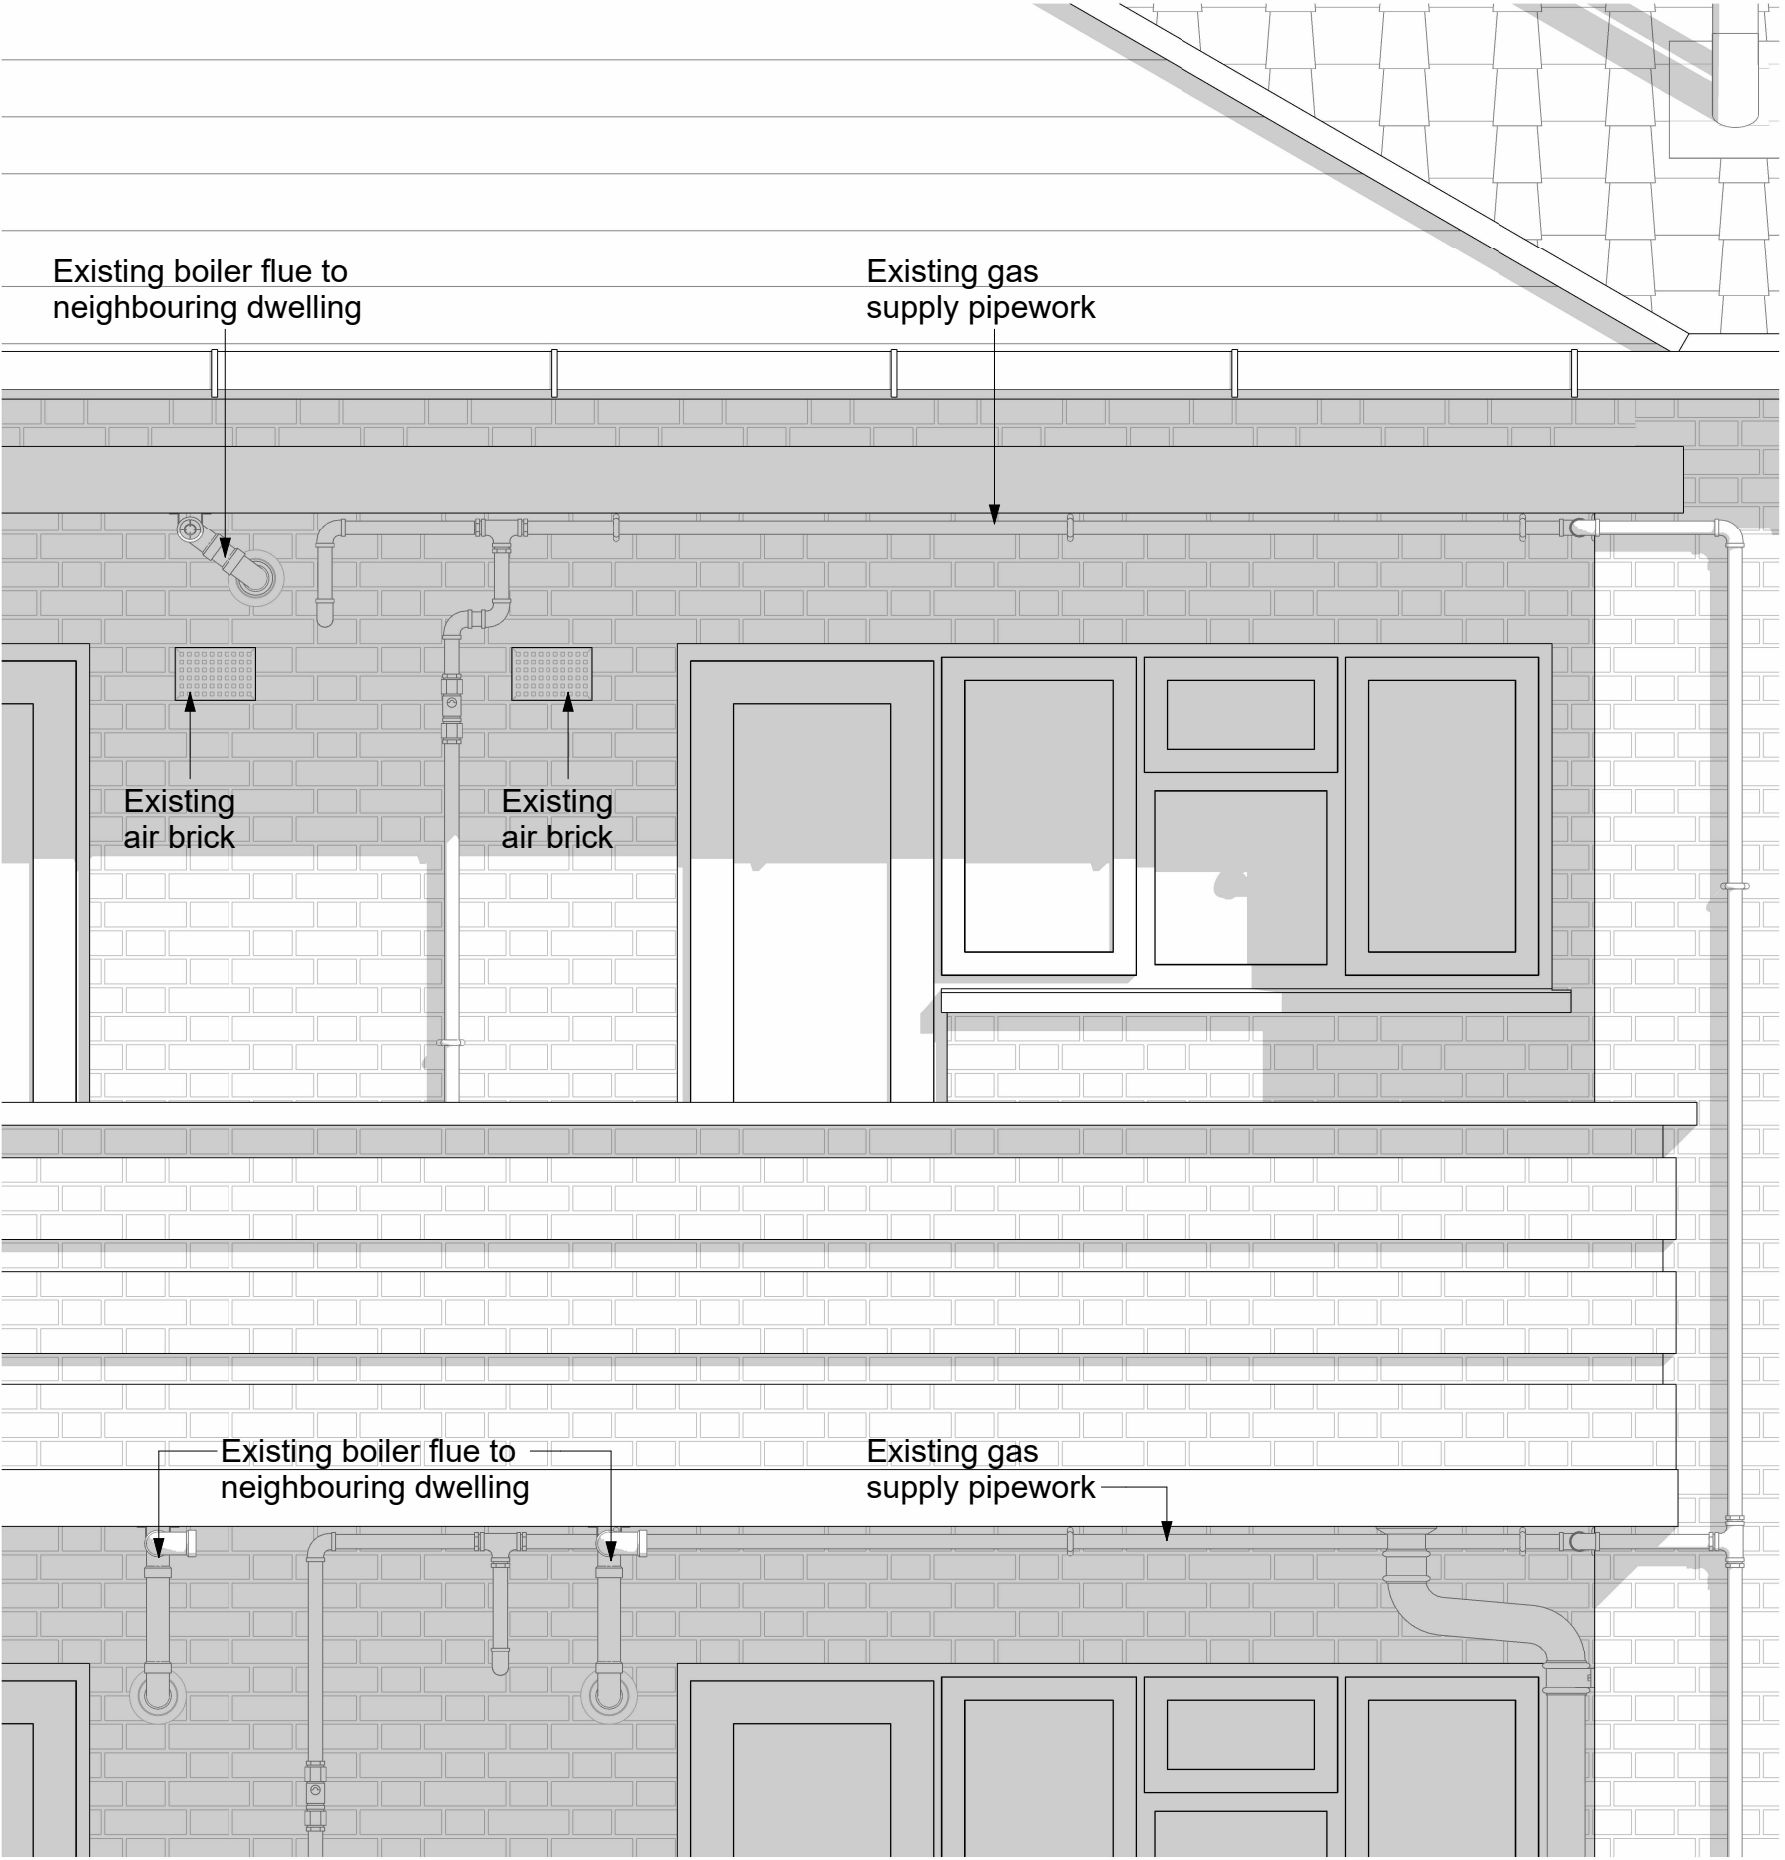 Existing boiler flue to
neighbouring dwelling
Existing gas
supply pipework
Existing
air brick
Existing
air brick
Existing boiler flue to
neighbouring dwelling
Existing gas
supply pipework